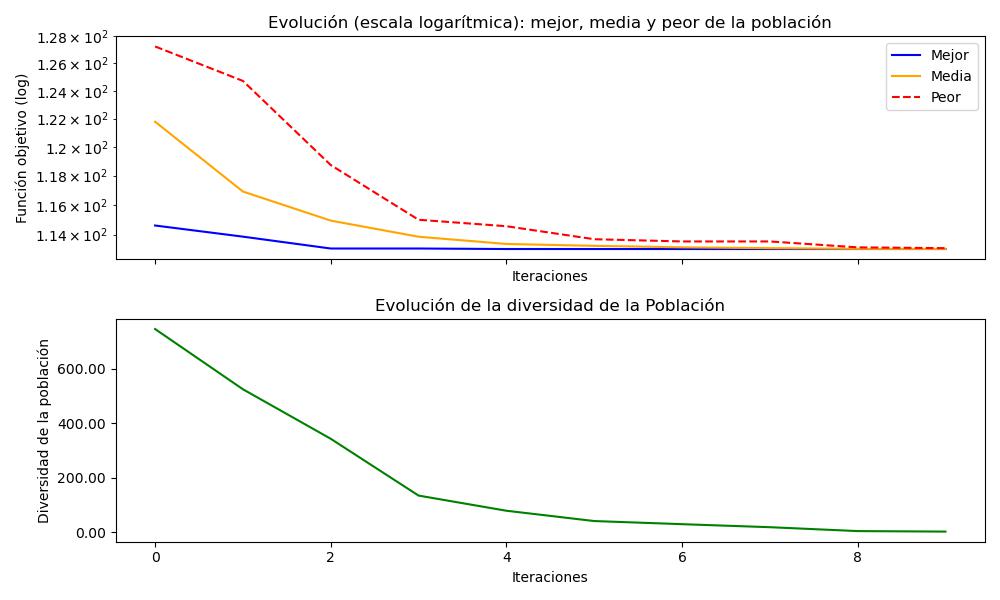 Evolución (escala logarítmica): mejor, media y peor de la población
Función objetivo (log)
1.28 × 10²
1.26 × 10²
1.24 × 10²
1.22 × 10²
1.2 × 10²
1.18 × 10²
1.16 × 10²
1.14 × 10²
Mejor
Media
Peor
Iteraciones
Evolución de la diversidad de la Población
Diversidad de la población
600.00
400.00
200.00
0.00
0 2 4 6 8
Iteraciones